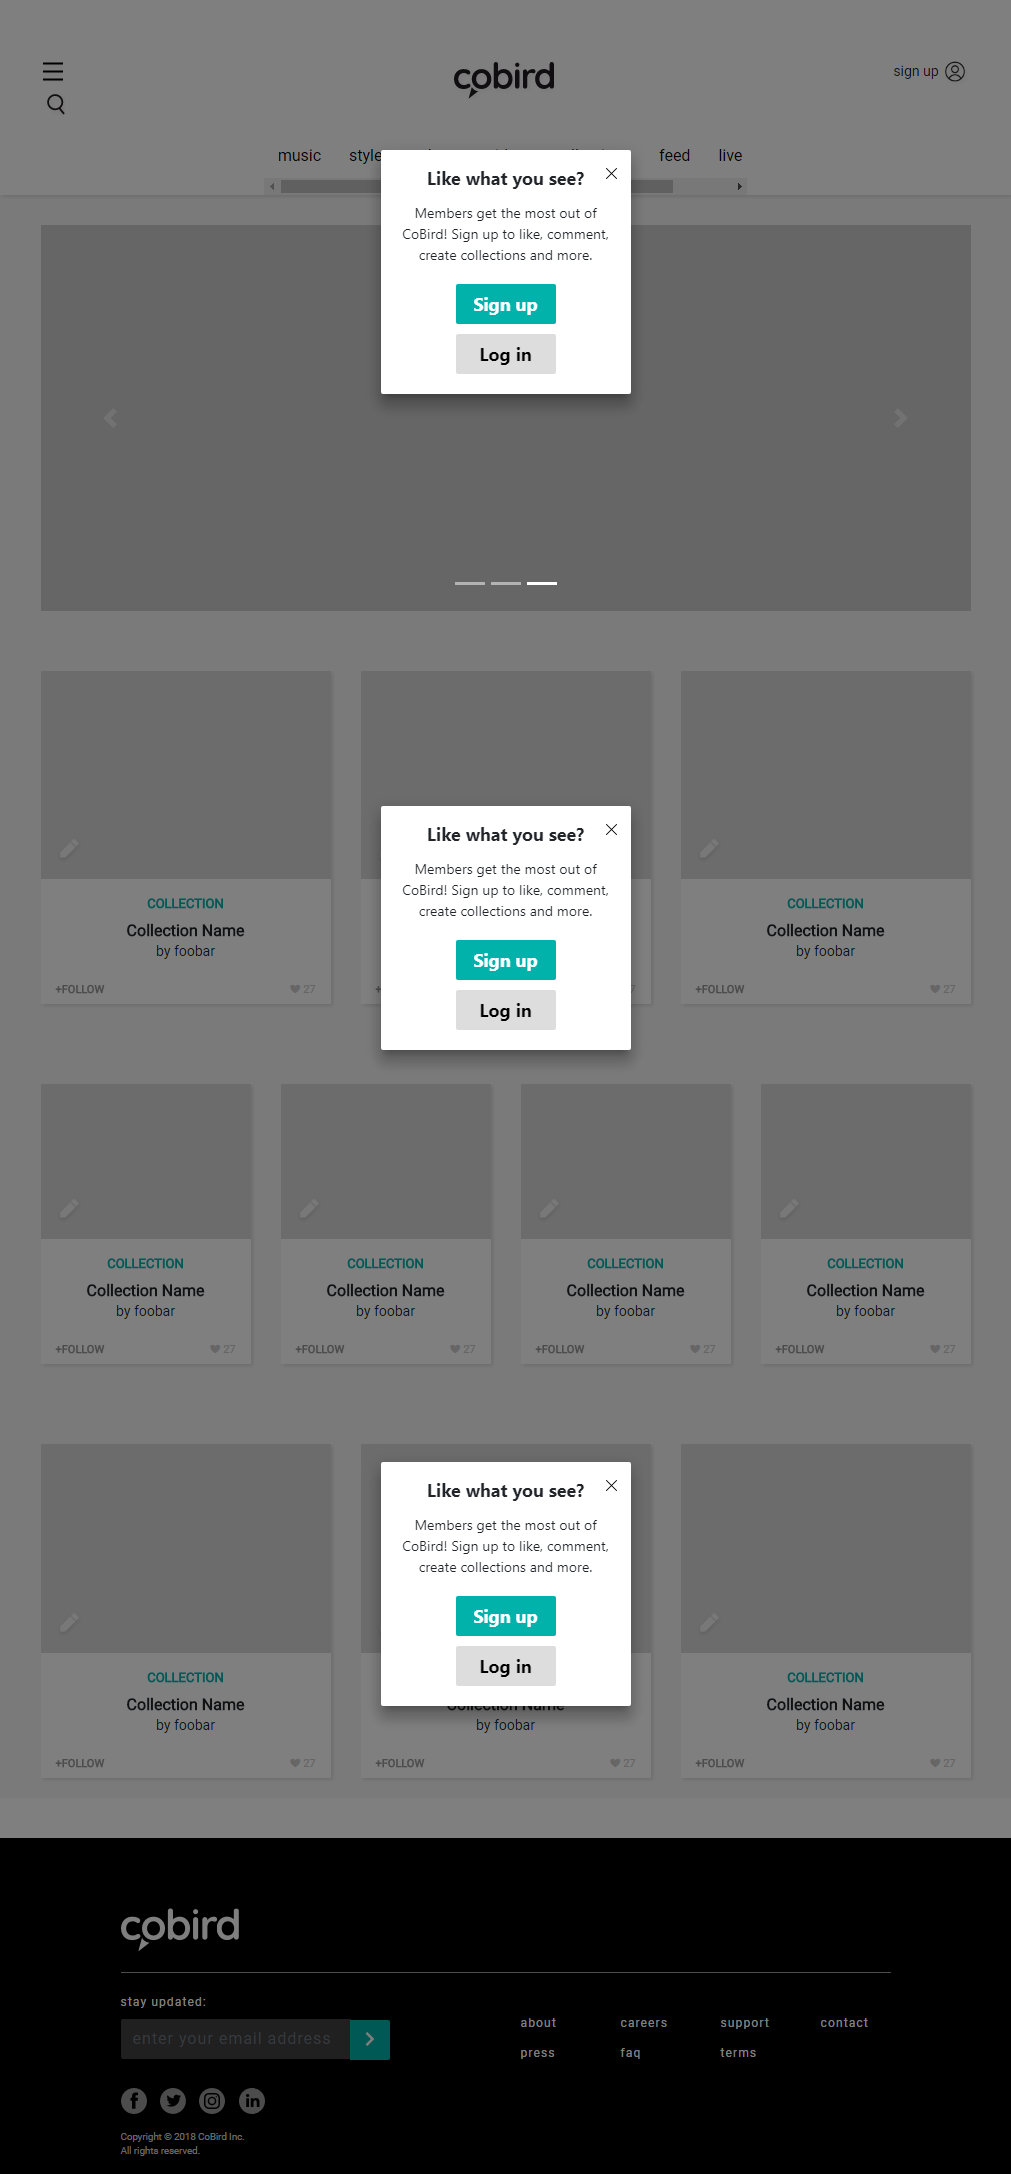 cobird
sign up
music style feed live
Like what you see?
Members get the most out of
CoBird! Sign up to like, comment,
create collections and more.
Sign up
Log in
Like what you see?
Members get the most out of
CoBird! Sign up to like, comment,
create collections and more.
Sign up
Log in
COLLECTION
Collection Name
by foobar
+FOLLOW 27
COLLECTION
Collection Name
by foobar
+FOLLOW 27
COLLECTION
Collection Name
by foobar
+FOLLOW 27
COLLECTION
Collection Name
by foobar
+FOLLOW 27
COLLECTION
Collection Name
by foobar
+FOLLOW 27
COLLECTION
Collection Name
by foobar
+FOLLOW 27
Like what you see?
Members get the most out of
CoBird! Sign up to like, comment,
create collections and more.
Sign up
Log in
COLLECTION
Collection Name
by foobar
+FOLLOW 27
Collection Name
by foobar
+FOLLOW 27
COLLECTION
Collection Name
by foobar
+FOLLOW 27
cobird
stay updated:
enter your email address
about careers support contact
press faq terms
Copyright © 2018 CoBird Inc.
All rights reserved.